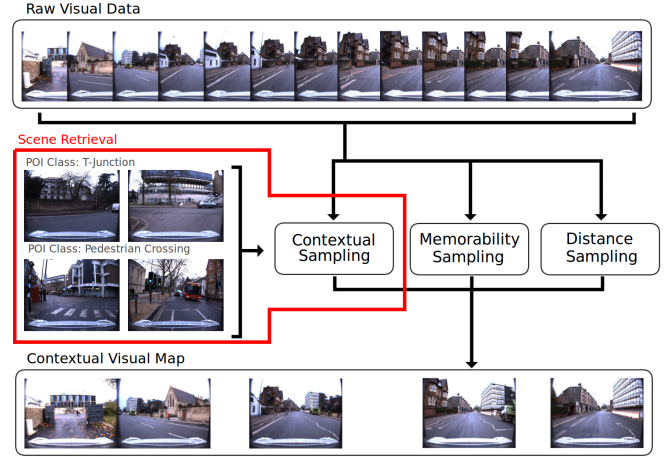 Raw Visual Data
Scene Retrieval
POI Class: T-Junction
POI Class: Pedestrian Crossing
Contextual
Sampling
Memorability
Sampling
Distance
Sampling
Contextual Visual Map